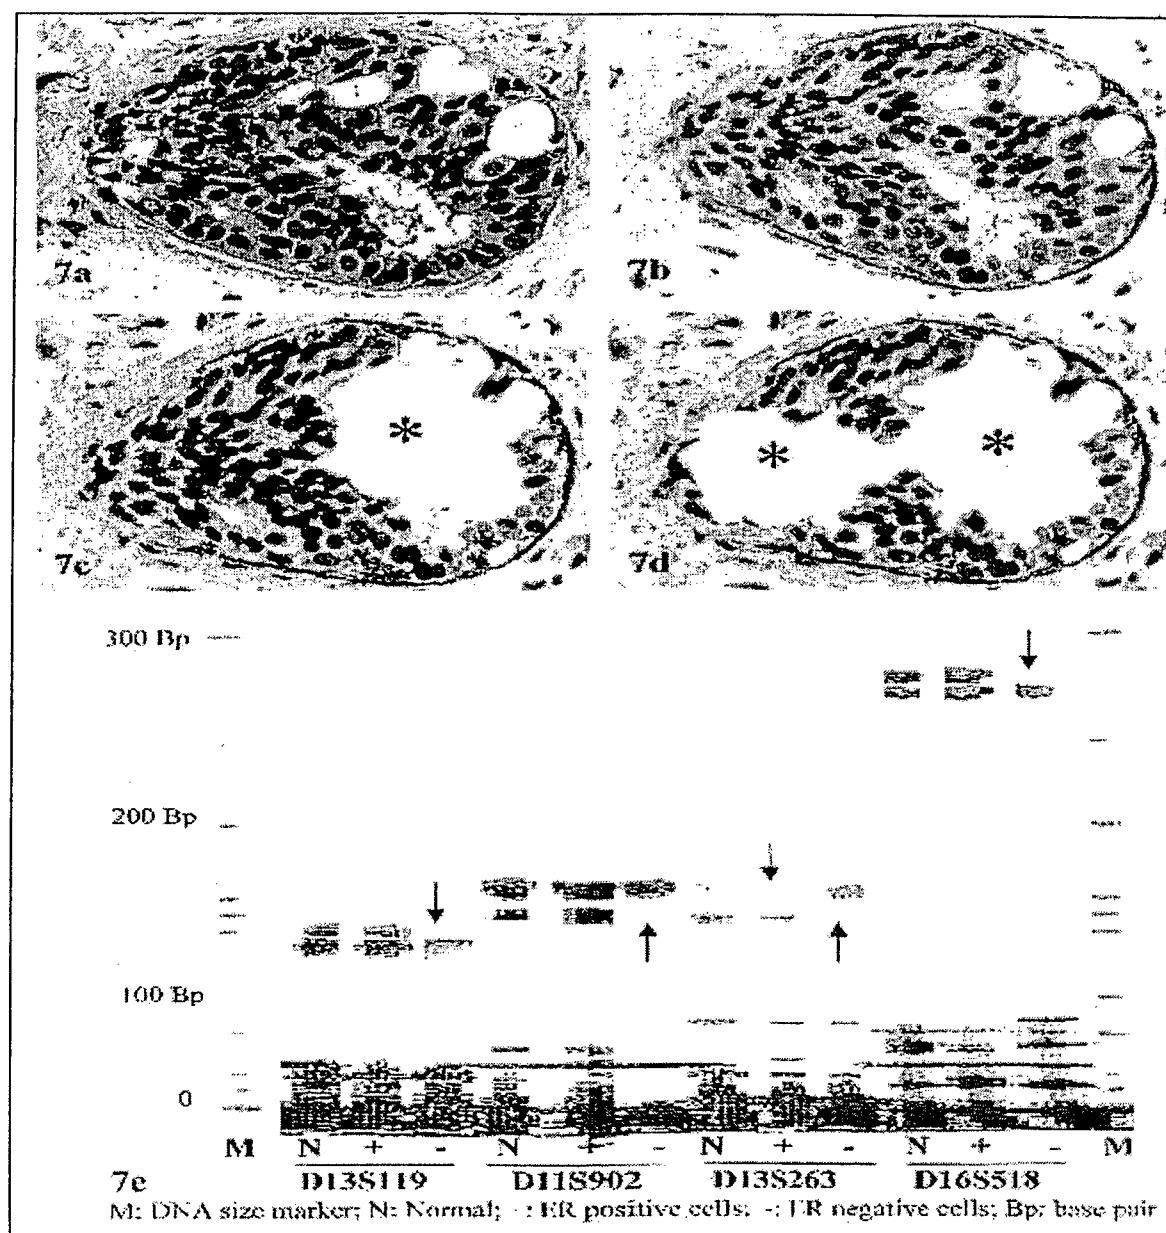 7a
7b
*
* *
7c
7d
300 Bp
200 Bp
100 Bp
0
M N + - N + - N + - N + - M
7e D13S119 D11S902 D13S263 D16S518
M: DNA size marker; N: Normal; : ER positive cells; -: ER negative cells; Bp: base pair